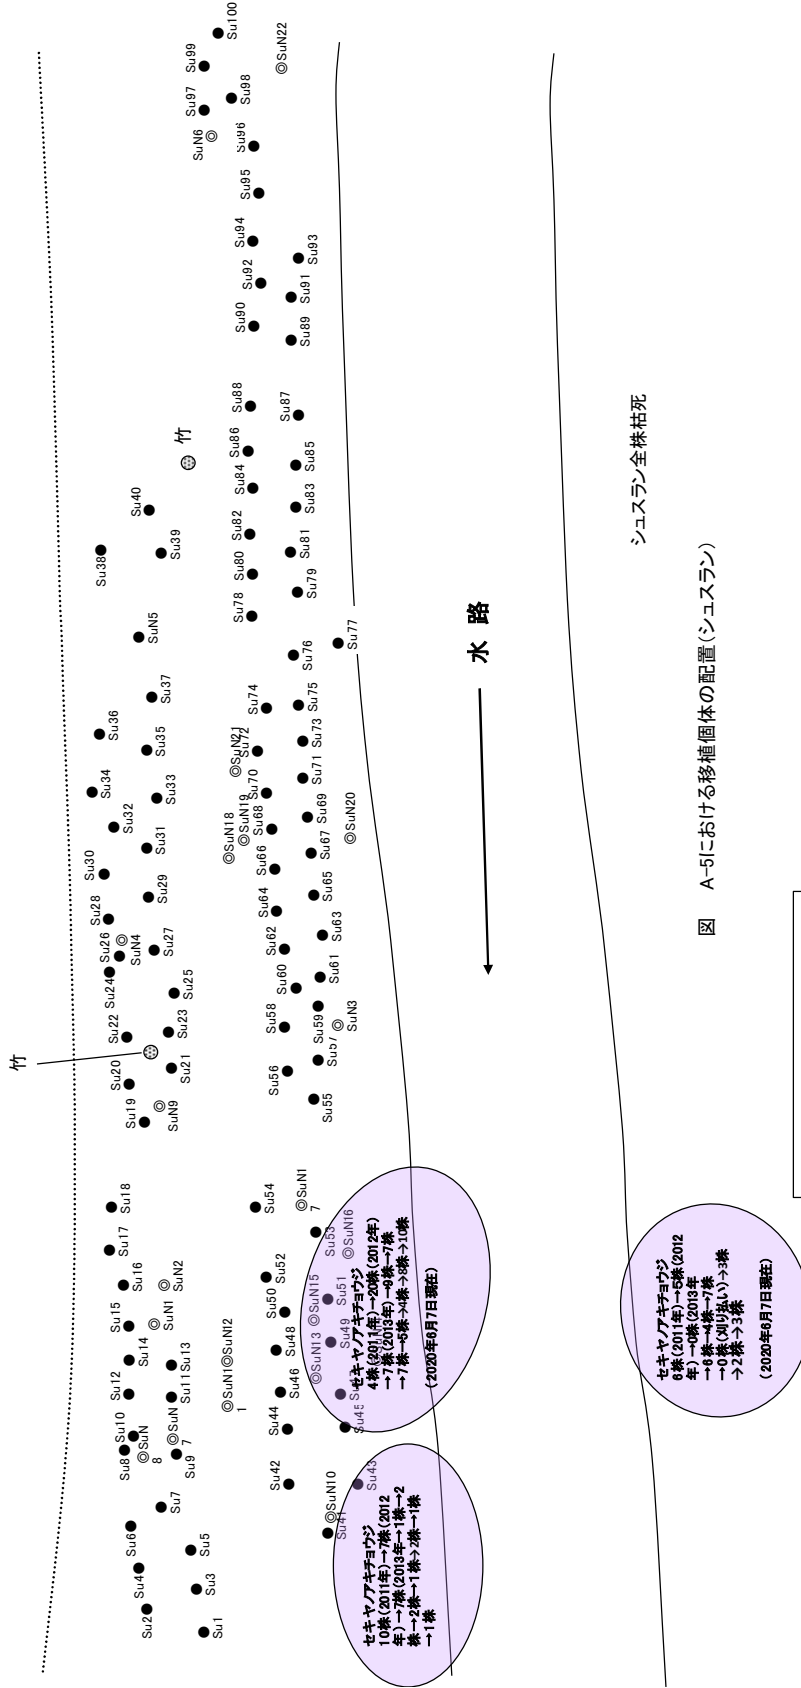 Su1
Su2
Su3
Su4
Su5
Su6
Su7
Su8
SuN
8
Su9
Su10
SuN
7
Su11
Su12
Su13
Su14
Su15
SuN1
Su16
SuN2
Su17
Su18
Su19
SuN9
Su20
竹
Su21
Su22
Su23
Su24
Su25
Su26
SuN4
Su27
Su28
Su29
Su30
Su31
Su32
Su33
Su34
Su35
Su36
Su37
SuN5
Su38
Su39
Su40
竹
Su41
SuN10
Su42
Su43
Su44
Su45
SuN1
1
Su46
SuN12
Su48
SuN13
Su49
Su50
SuN15
Su51
Su52
SuN16
Su53
Su54
SuN1
7
Su55
Su56
Su57
Su58
Su59
SuN3
Su60
Su61
Su62
Su63
Su64
Su65
Su66
SuN18
Su67
Su68
SuN19
SuN20
Su69
Su70
SuN21
Su71
Su72
Su73
Su74
Su75
Su76
Su77
Su78
Su79
Su80
Su81
Su82
Su83
Su84
Su85
Su86
Su87
Su88
Su89
Su90
Su91
Su92
Su93
Su94
Su95
Su96
SuN6
Su97
Su98
Su99
SuN22
Su100
セキヤノアキチョウジ
10株(2011年)→7株(2012
年)→7株(2013年→1株→2
株→2株→1株→2株→1株
→1株
セキヤノアキチョウジ
4株(2011年)→20株(2012年)
→7株(2013年)→9株→7株
→7株→5株→4株→8株→10株
(2020年6月7日現在)
水 路
セキヤノアキチョウジ
6株(2011年)→5株(2012
年)→0株(2013年
→6株→4株→7株
→0株(刈り払い)→3株
→2株→3株
(2020年6月7日現在)
シュスラン全株枯死
図　A-5における移植個体の配置(シュスラン)